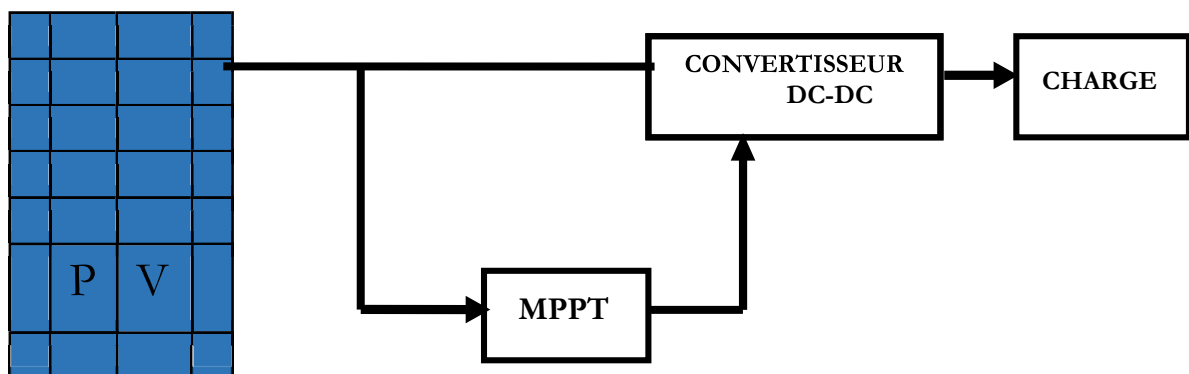 CONVERTISSEUR
DC-DC
CHARGE
P V
MPPT